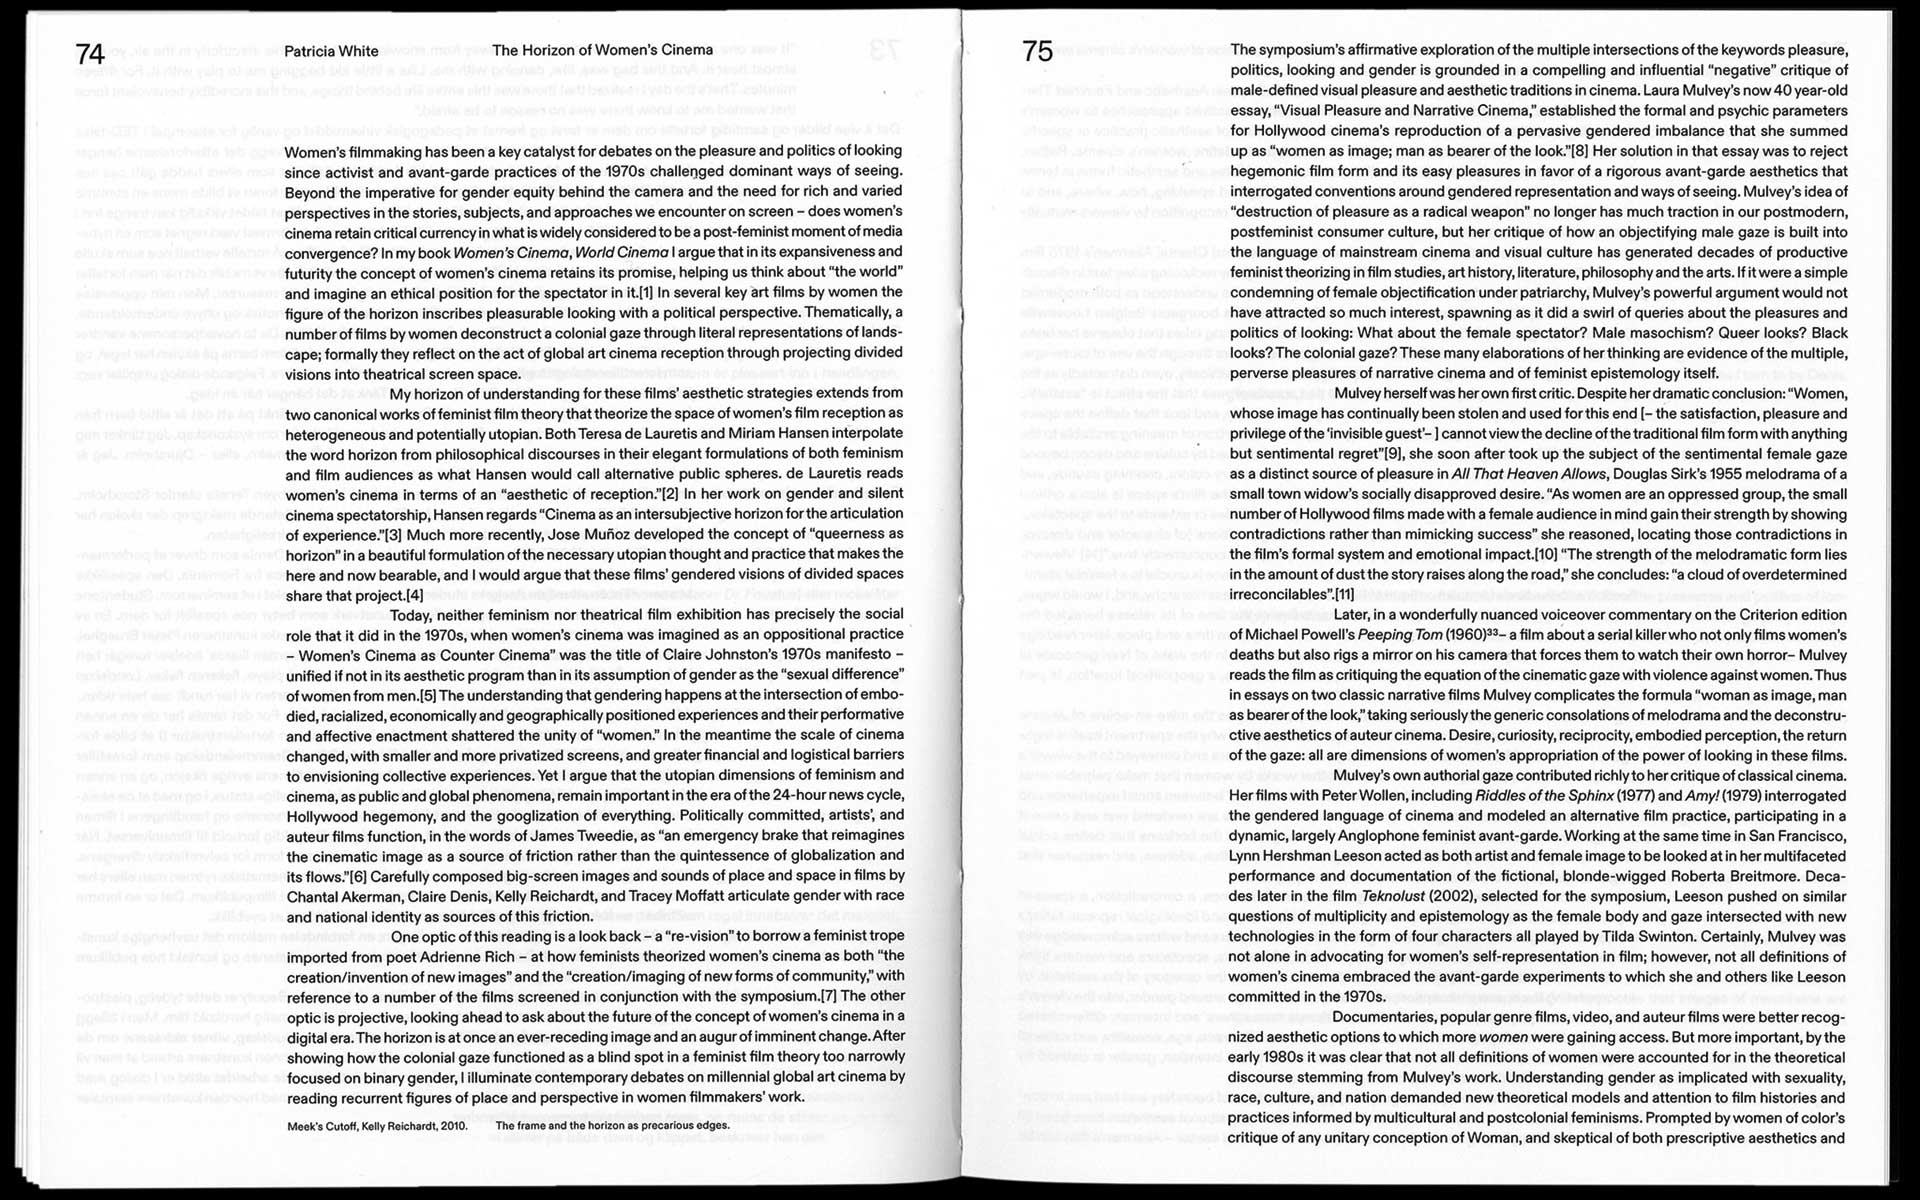 74
Patricia White
The Horizon of Women's Cinema
Women's filmmaking has been a key catalyst for debates on the pleasure and politics of looking
since activist and avant-garde practices of the 1970s challenged dominant ways of seeing.
Beyond the imperative for gender equity behind the camera and the need for rich and varied
perspectives in the stories, subjects, and approaches we encounter on screen – does women's
cinema retain critical currency in what is widely considered to be a post-feminist moment of media
convergence? In my book Women's Cinema, World Cinema I argue that in its expansiveness and
futurity the concept of women's cinema retains its promise, helping us think about “the world”
and imagine an ethical position for the spectator in it.[1] In several key art films by women the
figure of the horizon inscribes pleasurable looking with a political perspective. Thematically, a
number of films by women deconstruct a colonial gaze through literal representations of lands-
cape; formally they reflect on the act of global art cinema reception through projecting divided
visions into theatrical screen space.
My horizon of understanding for these films' aesthetic strategies extends from
two canonical works of feminist film theory that theorize the space of women's film reception as
heterogeneous and potentially utopian. Both Teresa de Lauretis and Miriam Hansen interpolate
the word horizon from philosophical discourses in their elegant formulations of both feminism
and film audiences as what Hansen would call alternative public spheres. de Lauretis reads
women's cinema in terms of an “aesthetic of reception.”[2] In her work on gender and silent
cinema spectatorship, Hansen regards “Cinema as an intersubjective horizon for the articulation
of experience.”[3] Much more recently, Jose Muñoz developed the concept of “queerness as
horizon” in a beautiful formulation of the necessary utopian thought and practice that makes the
here and now bearable, and I would argue that these films' gendered visions of divided spaces
share that project.[4]
Today, neither feminism nor theatrical film exhibition has precisely the social
role that it did in the 1970s, when women's cinema was imagined as an oppositional practice
– Women's Cinema as Counter Cinema” was the title of Claire Johnston's 1970s manifesto –
unified if not in its aesthetic program than in its assumption of gender as the “sexual difference”
of women from men.[5] The understanding that gendering happens at the intersection of embo-
died, racialized, economically and geographically positioned experiences and their performative
and affective enactment shattered the unity of “women.” In the meantime the scale of cinema
changed, with smaller and more privatized screens, and greater financial and logistical barriers
to envisioning collective experiences. Yet I argue that the utopian dimensions of feminism and
cinema, as public and global phenomena, remain important in the era of the 24-hour news cycle,
Hollywood hegemony, and the googlization of everything. Politically committed, artists', and
auteur films function, in the words of James Tweedie, as “an emergency brake that reimagines
the cinematic image as a source of friction rather than the quintessence of globalization and
its flows.”[6] Carefully composed big-screen images and sounds of place and space in films by
Chantal Akerman, Claire Denis, Kelly Reichardt, and Tracey Moffatt articulate gender with race
and national identity as sources of this friction.
One optic of this reading is a look back – a “re-vision” to borrow a feminist trope
imported from poet Adrienne Rich – at how feminists theorized women's cinema as both “the
creation/invention of new images” and the “creation/imaging of new forms of community,” with
reference to a number of the films screened in conjunction with the symposium.[7] The other
optic is projective, looking ahead to ask about the future of the concept of women's cinema in a
digital era. The horizon is at once an ever-receding image and an augur of imminent change. After
showing how the colonial gaze functioned as a blind spot in a feminist film theory too narrowly
focused on binary gender, I illuminate contemporary debates on millennial global art cinema by
reading recurrent figures of place and perspective in women filmmakers' work.
Meek's Cutoff, Kelly Reichardt, 2010.
The frame and the horizon as precarious edges.
75
The symposium's affirmative exploration of the multiple intersections of the keywords pleasure,
politics, looking and gender is grounded in a compelling and influential “negative” critique of
male-defined visual pleasure and aesthetic traditions in cinema. Laura Mulvey's now 40 year-old
essay, “Visual Pleasure and Narrative Cinema,” established the formal and psychic parameters
for Hollywood cinema's reproduction of a pervasive gendered imbalance that she summed
up as “women as image; man as bearer of the look.”[8] Her solution in that essay was to reject
hegemonic film form and its easy pleasures in favor of a rigorous avant-garde aesthetics that
interrogated conventions around gendered representation and ways of seeing. Mulvey's idea of
“destruction of pleasure as a radical weapon” no longer has much traction in our postmodern,
postfeminist consumer culture, but her critique of how an objectifying male gaze is built into
the language of mainstream cinema and visual culture has generated decades of productive
feminist theorizing in film studies, art history, literature, philosophy and the arts. If it were a simple
condemning of female objectification under patriarchy, Mulvey's powerful argument would not
have attracted so much interest, spawning as it did a swirl of queries about the pleasures and
politics of looking: What about the female spectator? Male masochism? Queer looks? Black
looks? The colonial gaze? These many elaborations of her thinking are evidence of the multiple,
perverse pleasures of narrative cinema and of feminist epistemology itself.
Mulvey herself was her own first critic. Despite her dramatic conclusion: “Women,
whose image has continually been stolen and used for this end [– the satisfaction, pleasure and
privilege of the ‘invisible guest’– ] cannot view the decline of the traditional film form with anything
but sentimental regret”[9], she soon after took up the subject of the sentimental female gaze
as a distinct source of pleasure in All That Heaven Allows, Douglas Sirk's 1955 melodrama of a
small town widow's socially disapproved desire. “As women are an oppressed group, the small
number of Hollywood films made with a female audience in mind gain their strength by showing
contradictions rather than mimicking success” she reasoned, locating those contradictions in
the film's formal system and emotional impact.[10] “The strength of the melodramatic form lies
in the amount of dust the story raises along the road,” she concludes: “a cloud of overdetermined
irreconcilables”.[11]
Later, in a wonderfully nuanced voiceover commentary on the Criterion edition
of Michael Powell's Peeping Tom (1960)³³– a film about a serial killer who not only films women's
deaths but also rigs a mirror on his camera that forces them to watch their own horror– Mulvey
reads the film as critiquing the equation of the cinematic gaze with violence against women. Thus
in essays on two classic narrative films Mulvey complicates the formula “woman as image, man
as bearer of the look,” taking seriously the generic consolations of melodrama and the deconstru-
ctive aesthetics of auteur cinema. Desire, curiosity, reciprocity, embodied perception, the return
of the gaze: all are dimensions of women's appropriation of the power of looking in these films.
Mulvey's own authorial gaze contributed richly to her critique of classical cinema.
Her films with Peter Wollen, including Riddles of the Sphinx (1977) and Amy! (1979) interrogated
the gendered language of cinema and modeled an alternative film practice, participating in a
dynamic, largely Anglophone feminist avant-garde. Working at the same time in San Francisco,
Lynn Hershman Leeson acted as both artist and female image to be looked at in her multifaceted
performance and documentation of the fictional, blonde-wigged Roberta Breitmore. Deca-
des later in the film Teknolust (2002), selected for the symposium, Leeson pushed on similar
questions of multiplicity and epistemology as the female body and gaze intersected with new
technologies in the form of four characters all played by Tilda Swinton. Certainly, Mulvey was
not alone in advocating for women's self-representation in film; however, not all definitions of
women's cinema embraced the avant-garde experiments to which she and others like Leeson
committed in the 1970s.
Documentaries, popular genre films, video, and auteur films were better recog-
nized aesthetic options to which more women were gaining access. But more important, by the
early 1980s it was clear that not all definitions of women were accounted for in the theoretical
discourse stemming from Mulvey's work. Understanding gender as implicated with sexuality,
race, culture, and nation demanded new theoretical models and attention to film histories and
practices informed by multicultural and postcolonial feminisms. Prompted by women of color's
critique of any unitary conception of Woman, and skeptical of both prescriptive aesthetics and